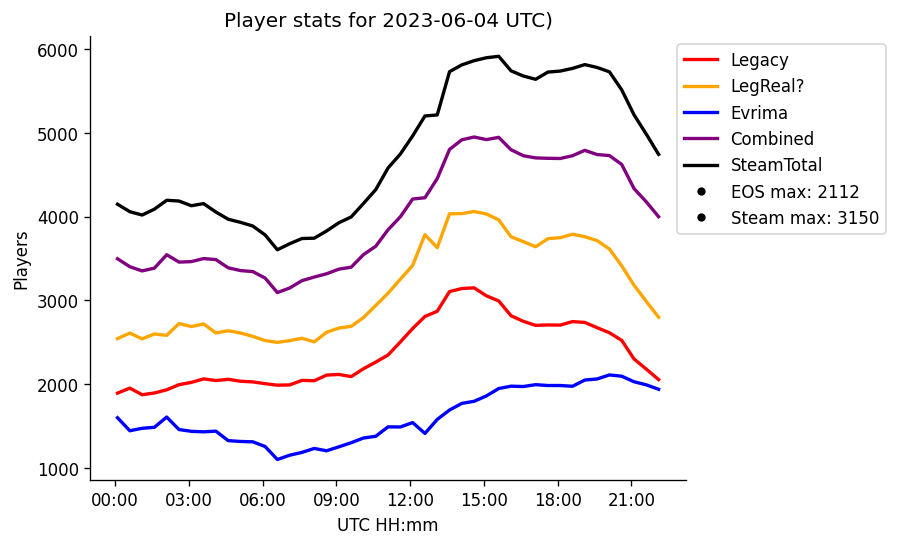 Player stats for 2023-06-04 UTC)
6000
5000
4000
3000
2000
1000
Players
00:00 03:00 06:00 09:00 12:00 15:00 18:00 21:00
UTC HH:mm
Legacy
LegReal?
Evrima
Combined
SteamTotal
EOS max: 2112
Steam max: 3150